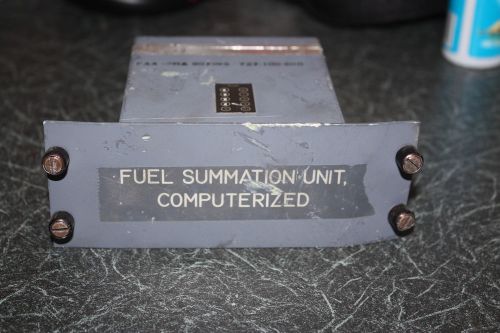 FUEL SUMMATION UNIT,
COMPUTERIZED